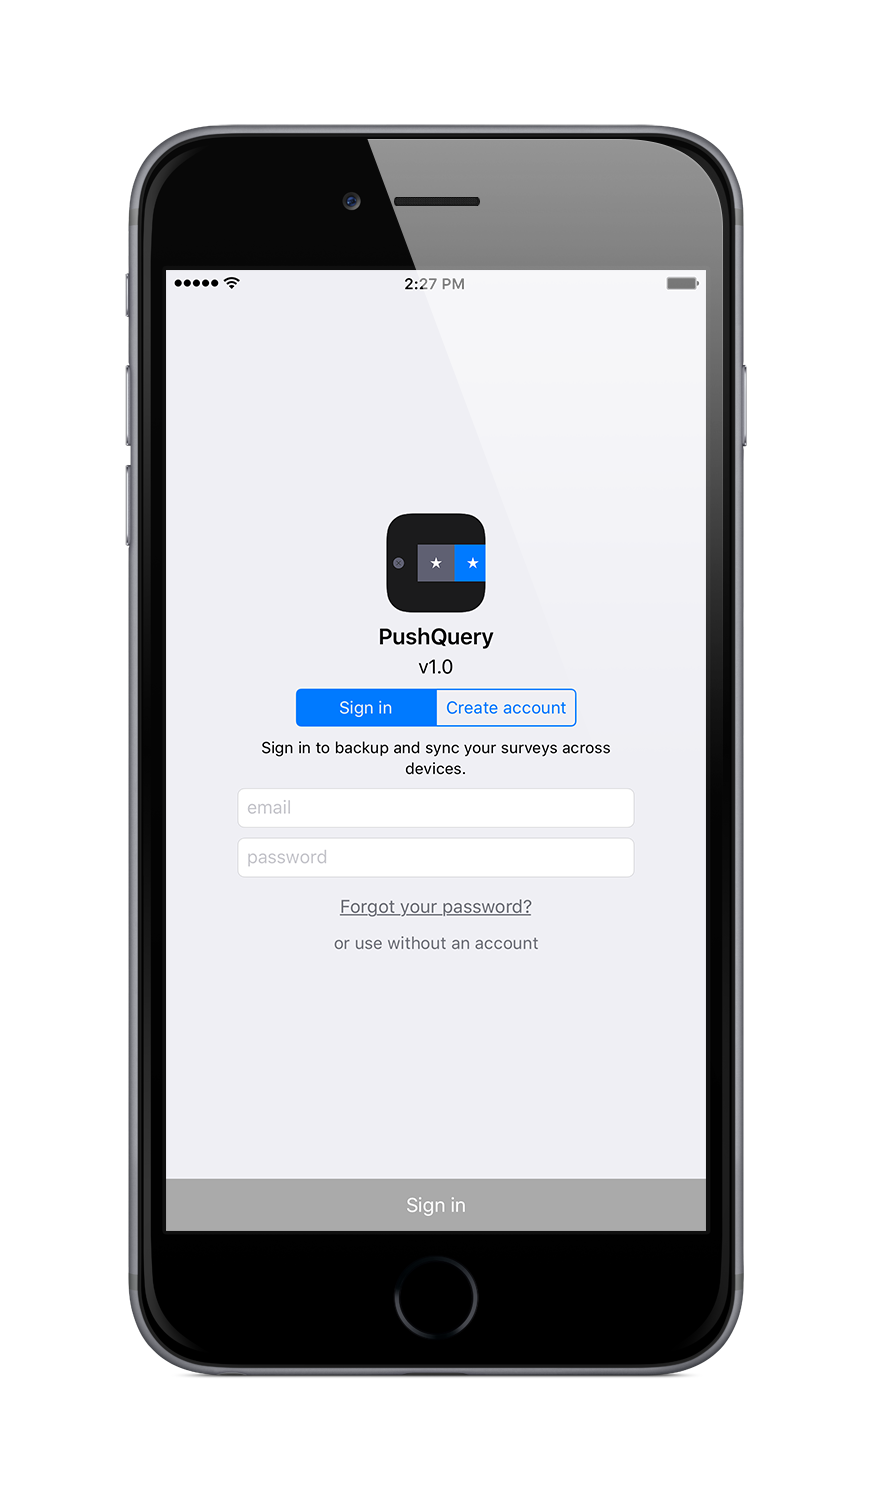 2:27 PM
PushQuery
v1.0
Sign in
Create account
Sign in to backup and sync your surveys across
devices.
email
password
Forgot your password?
or use without an account
Sign in